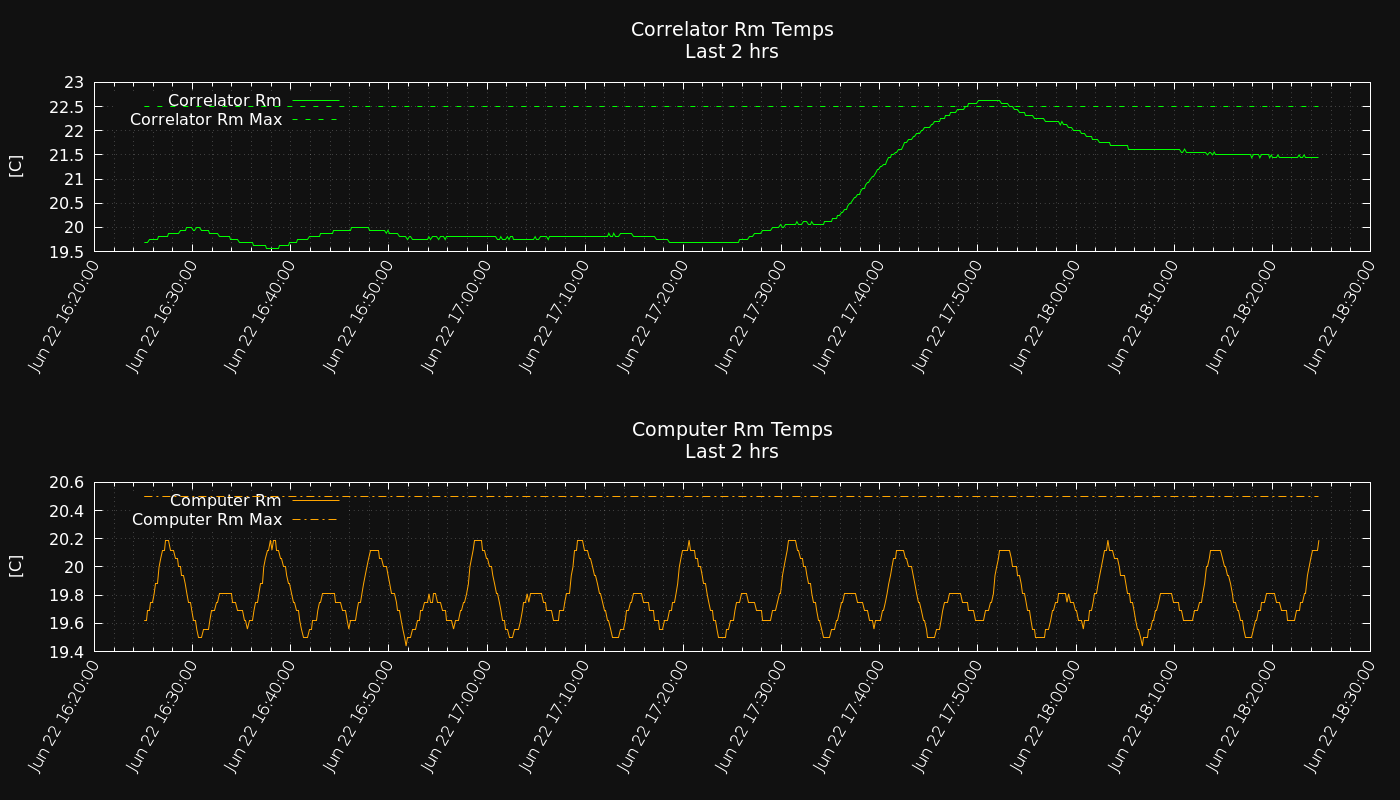 Correlator Rm Temps
Last 2 hrs
Correlator Rm
Correlator Rm Max
[C]
23
22.5
22
21.5
21
20.5
20
19.5
Jun 22 16:20:00
Jun 22 16:30:00
Jun 22 16:40:00
Jun 22 16:50:00
Jun 22 17:00:00
Jun 22 17:10:00
Jun 22 17:20:00
Jun 22 17:30:00
Jun 22 17:40:00
Jun 22 17:50:00
Jun 22 18:00:00
Jun 22 18:10:00
Jun 22 18:20:00
Jun 22 18:30:00
Computer Rm Temps
Last 2 hrs
Computer Rm
Computer Rm Max
[C]
20.6
20.4
20.2
20
19.8
19.6
19.4
Jun 22 16:20:00
Jun 22 16:30:00
Jun 22 16:40:00
Jun 22 16:50:00
Jun 22 17:00:00
Jun 22 17:10:00
Jun 22 17:20:00
Jun 22 17:30:00
Jun 22 17:40:00
Jun 22 17:50:00
Jun 22 18:00:00
Jun 22 18:10:00
Jun 22 18:20:00
Jun 22 18:30:00